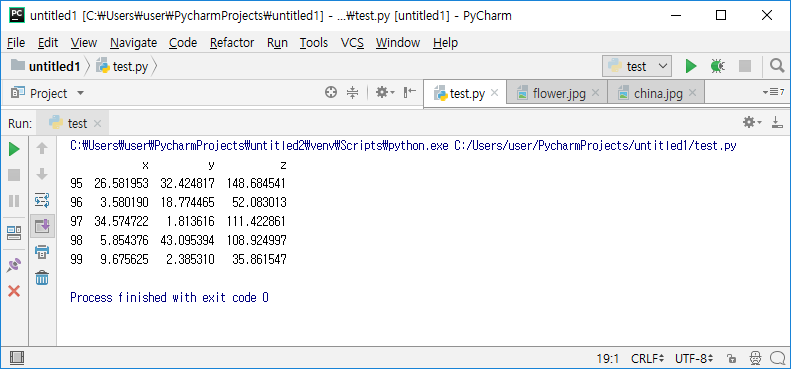 untitled1 [C:₩Users₩user₩PycharmProjects₩untitled1] - ...₩test.py [untitled1] - PyCharm
File Edit View Navigate Code Refactor Run Tools VCS Window Help
untitled1 test.py test
Project test.py flower.jpg china.jpg 7
Run: test
C:₩Users₩user₩PycharmProjects₩untitled2₩venv₩Scripts₩python.exe C:/Users/user/PycharmProjects/untitled1/test.py
x y z
95 26.581953 32.424817 148.684541
96 3.580190 18.774465 52.083013
97 34.574722 1.813616 111.422861
98 5.854376 43.095394 108.924997
99 9.675625 2.385310 35.861547
Process finished with exit code 0
19:1 CRLF UTF-8